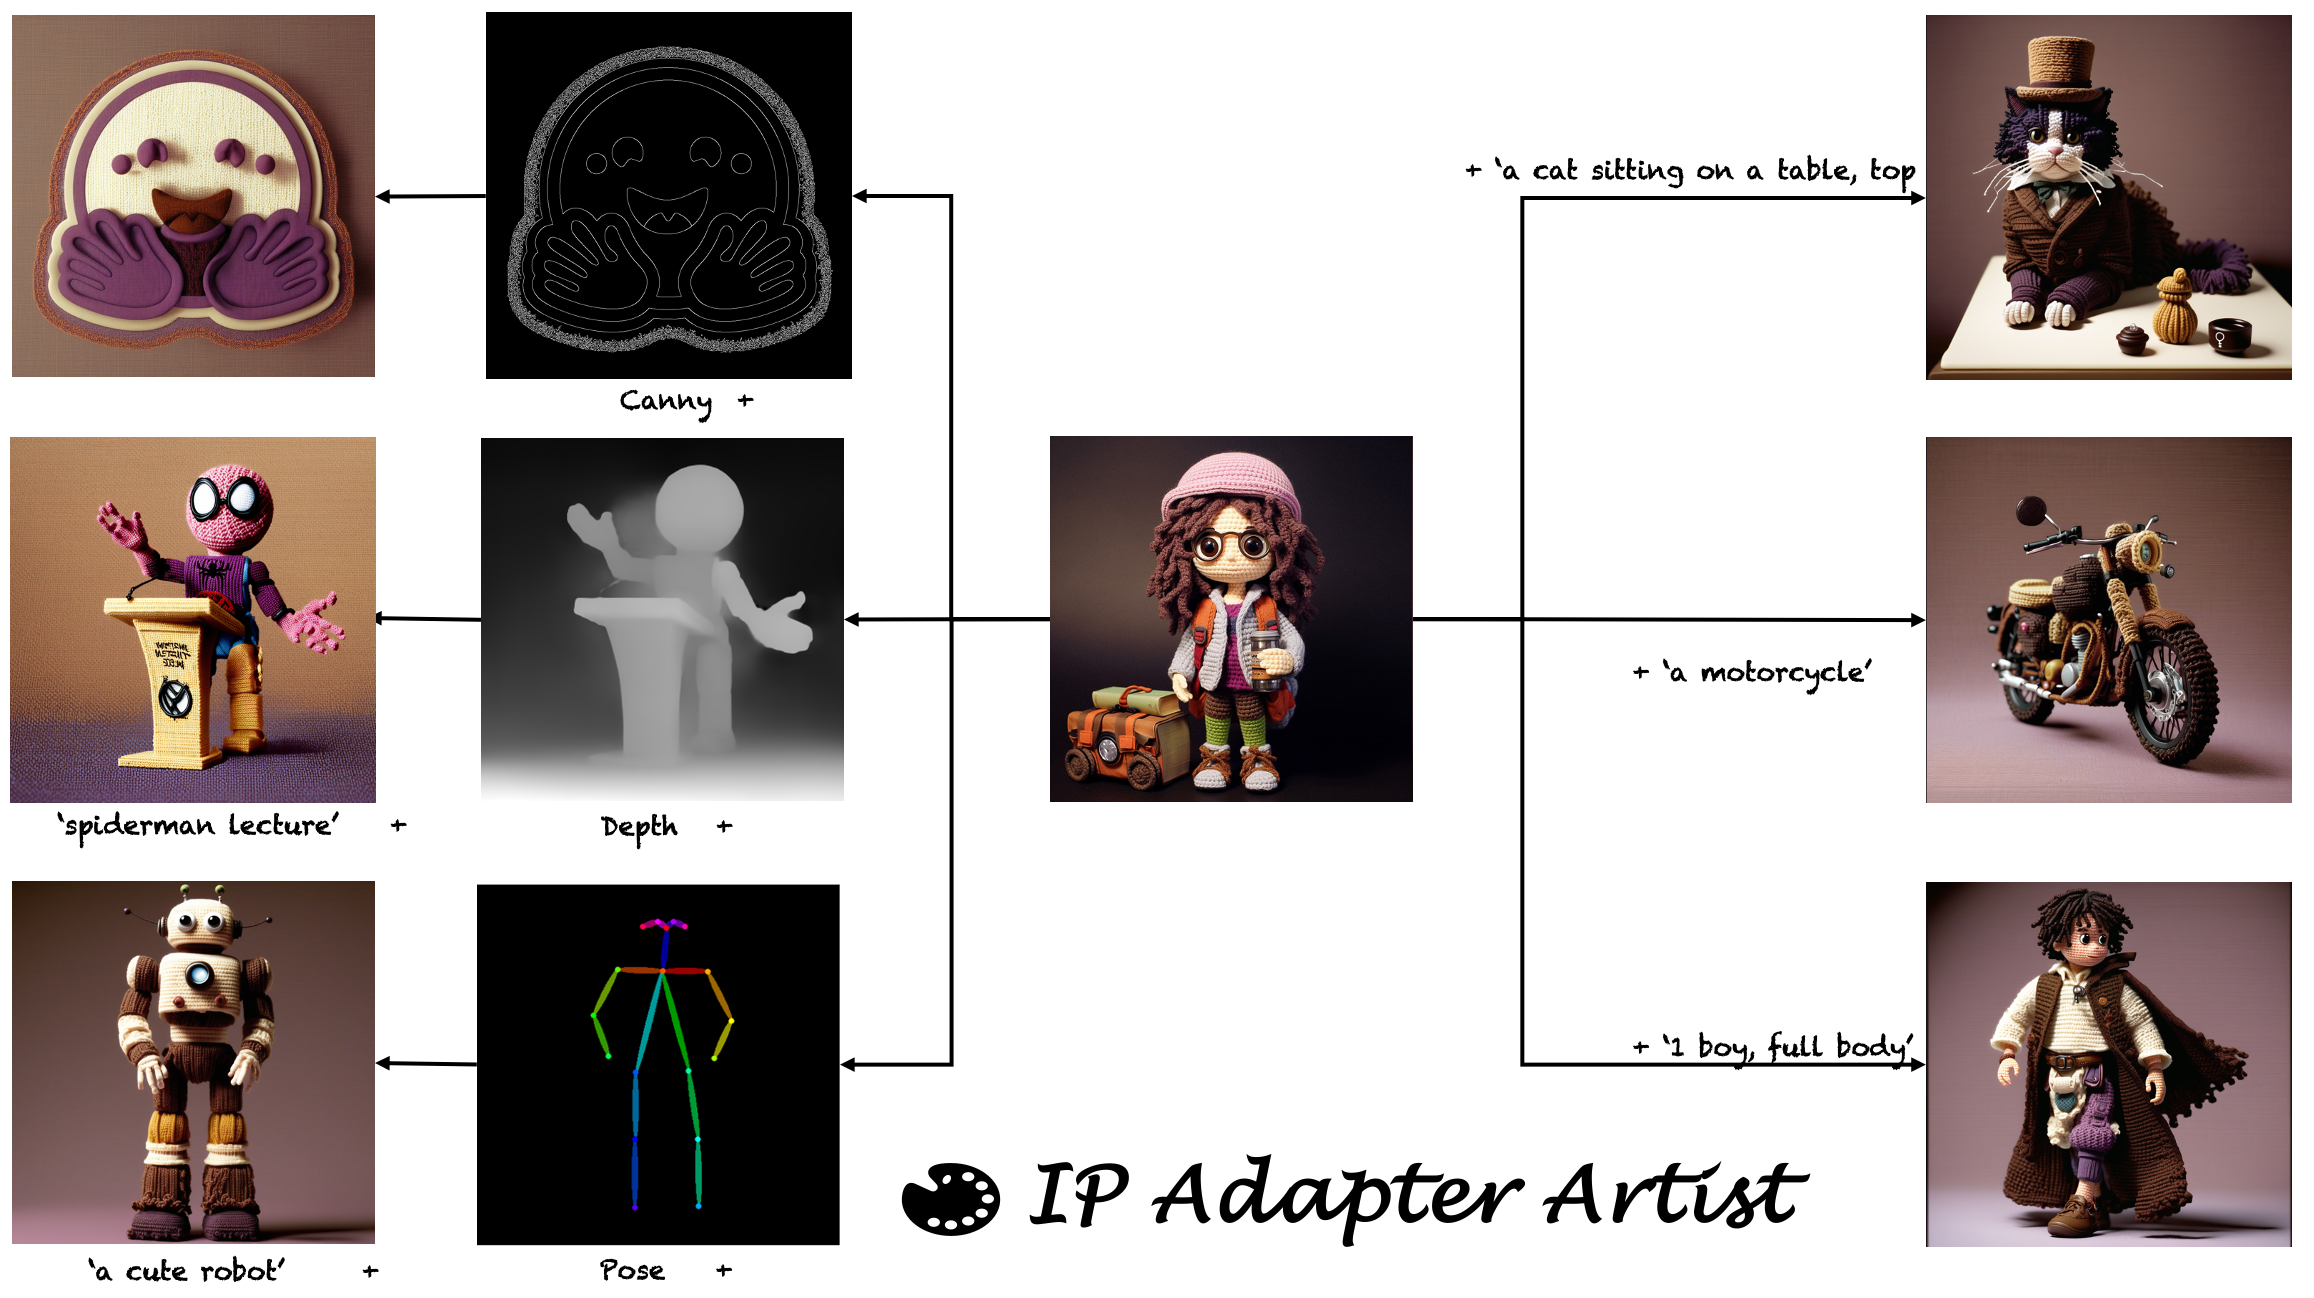 + 'a cat sitting on a table, top
Canny +
+ 'a motorcycle'
'spiderman lecture' +
Depth +
+ '1 boy, full body'
IP Adapter Artist
'a cute robot' +
Pose +